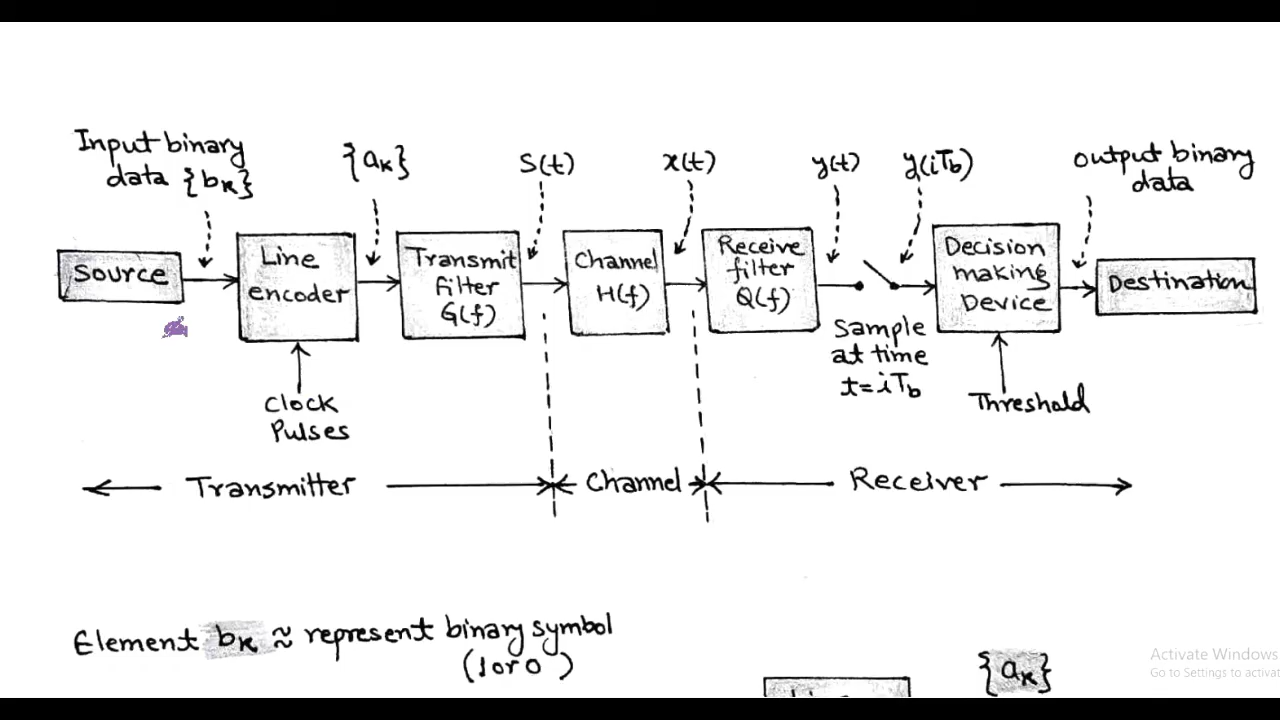 Input binary
data {bk}
{ak}
S(t)
x(t)
y(t)
y(iTb)
output binary
data
Source
Line
encoder
Transmit
filter
G(f)
Channel
H(f)
Receive
filter
Q(f)
Sample
at time
t=iTb
Decision
making
Device
Destination
Clock
Pulses
Threshold
Transmitter
Channel
Receiver
Element bk ≈ represent binary symbol
(1 or 0)
{ak}
Activate Windows
Go to Settings to activat